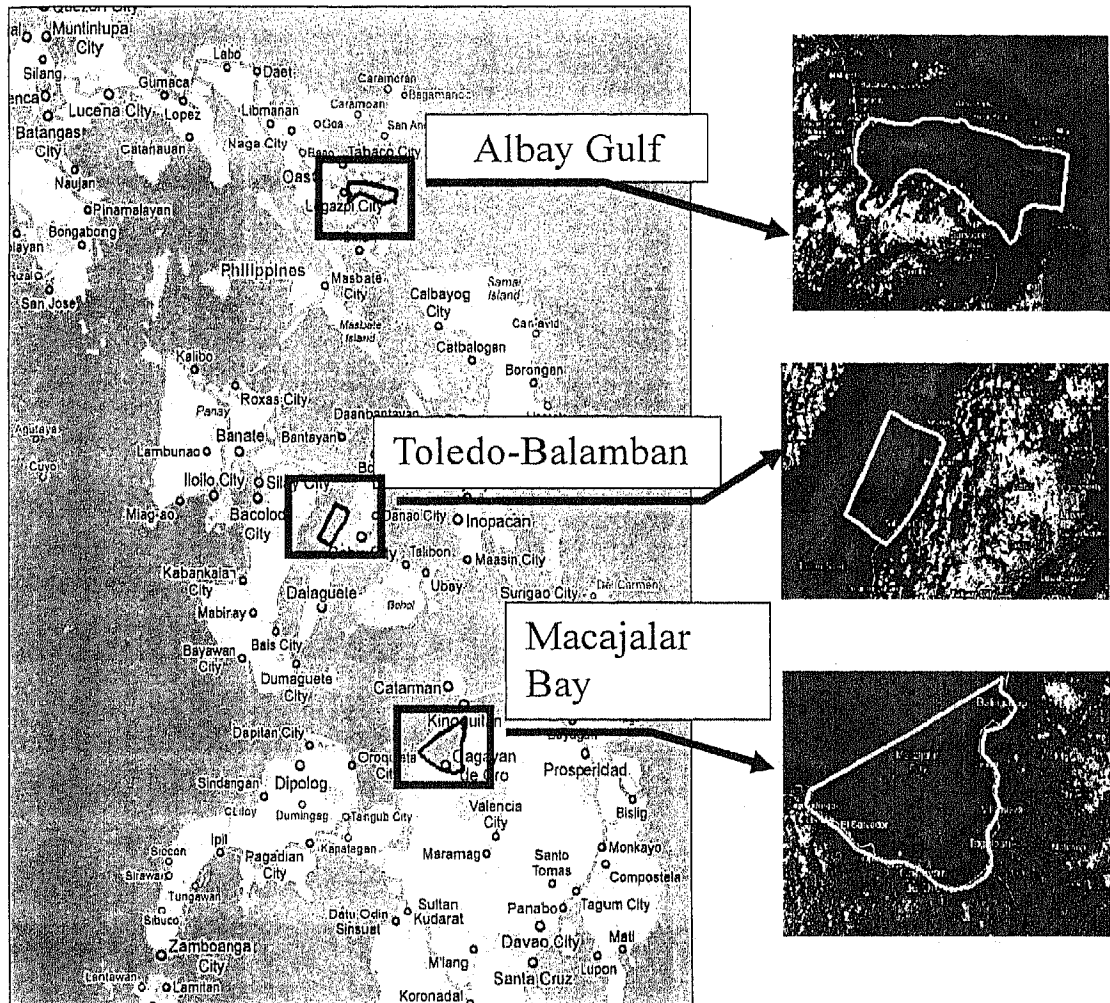 Muntinlupa
City
Silang
Labo
Daet
Gumaca
Lucena City
Lopez
Libmanan
Caramoran
Bagamanoc
Caramoan
Batangas
City
Catanauan
Naga City
Goa
Tabaco City
Naujan
Pinamalayan
Bongabong
Legazpi City
Albay Gulf
San Jose
Philippines
Masbate
City
Samar
Island
Calbayog
City
Masbate
Island
Catbalogan
Borongan
Kalibo
Roxas City
Panay
Daanbantayan
Banate
Bantayan
Lambunao
Cuyo
Iloilo City
Miag-ao
Bacolod
City
Toledo-Balamban
Danao City
Inopacan
Talibon
Maasin City
Ubay
Kabankalan
City
Dalaguete
Bohol
Surigao City
Del Carmen
Mabinay
Bais City
Bayawan
City
Dumaguete
City
Macajalar
Bay
Catarman
Kinoguitan
Dapitan City
Oroquieta
City
Cagayan
de Oro
Prosperidad
Dipolog
Sindangan
Liloy
Dumingag
Tangub City
Valencia
City
Bislig
Siocon
Ipil
Kapatagan
Pagadian
City
Maramag
Monkayo
Sirawai
Santo
Tomas
Compostela
Tungawan
Sibuco
Datu Odin
Sinsuat
Sultan
Kudarat
Panabo
Tagum City
Zamboanga
City
Davao City
Mati
M'lang
Lupon
Santa Cruz
Lantawan
Lamitan
Koronadal
El Salvador